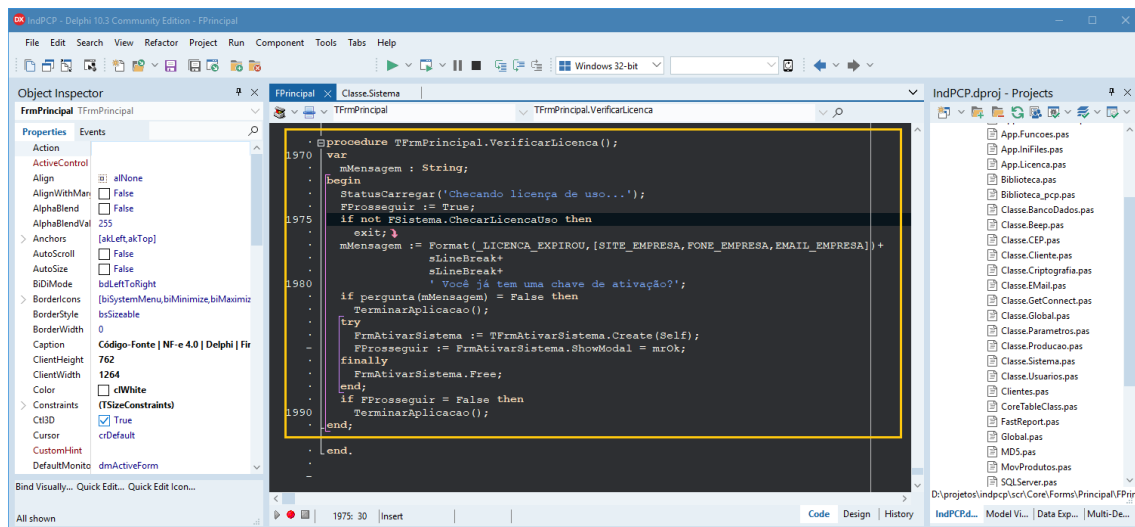 IndPCP - Delphi 10.3 Community Edition - FPrincipal
File Edit Search View Refactor Project Run Component Tools Tabs Help
Windows 32-bit
Object Inspector
FrmPrincipal TFrmPrincipal
Properties Events
Action
ActiveControl
Align alNone
AlignWithMar False
AlphaBlend False
AlphaBlendVal 255
Anchors [akLeft,akTop]
AutoScroll False
AutoSize False
BiDiMode bdLeftToRight
BorderIcons [biSystemMenu,biMinimize,biMaximiz
BorderStyle bsSizeable
BorderWidth 0
Caption Código-Fonte | NF-e 4.0 | Delphi | Fir
ClientHeight 762
ClientWidth 1264
Color clWhite
Constraints (TSizeConstraints)
Ctl3D True
Cursor crDefault
CustomHint
DefaultMonito dmActiveForm
Bind Visually... Quick Edit... Quick Edit Icon...
All shown
FPrincipal Classe.Sistema
TFrmPrincipal TFrmPrincipal.VerificarLicenca
procedure TFrmPrincipal.VerificarLicenca();
1970 var
mMensagem : String;
begin
StatusCarregar('Checando licença de uso...');
FProsseguir := True;
1975 if not FSistema.ChecarLicencaUso then
exit;
mMensagem := Format(_LICENCA_EXPIROU,[SITE_EMPRESA,FONE_EMPRESA,EMAIL_EMPRESA])+
sLineBreak+
sLineBreak+
1980 ' Você já tem uma chave de ativação?';
if pergunta(mMensagem) = False then
TerminarAplicacao();
try
FrmAtivarSistema := TFrmAtivarSistema.Create(Self);
FProsseguir := FrmAtivarSistema.ShowModal = mrOk;
finally
FrmAtivarSistema.Free;
end;
if FProsseguir = False then
1990 TerminarAplicacao();
end;
end.
1975: 30 Insert
Code Design History
IndPCP.dproj - Projects
App.Funcoes.pas
App.IniFiles.pas
App.Licenca.pas
Biblioteca.pas
Biblioteca_pcp.pas
Classe.BancoDados.pas
Classe.Beep.pas
Classe.CEP.pas
Classe.Cliente.pas
Classe.Criptografia.pas
Classe.EMail.pas
Classe.GetConnect.pas
Classe.Global.pas
Classe.Parametros.pas
Classe.Producao.pas
Classe.Sistema.pas
Classe.Usuarios.pas
Clientes.pas
CoreTableClass.pas
FastReport.pas
Global.pas
MD5.pas
MovProdutos.pas
SQLServer.pas
D:\projetos\indpcp\scr\Core\Forms\Principal\FPrin
IndPCP.d... Model Vi... Data Exp... Multi-De...